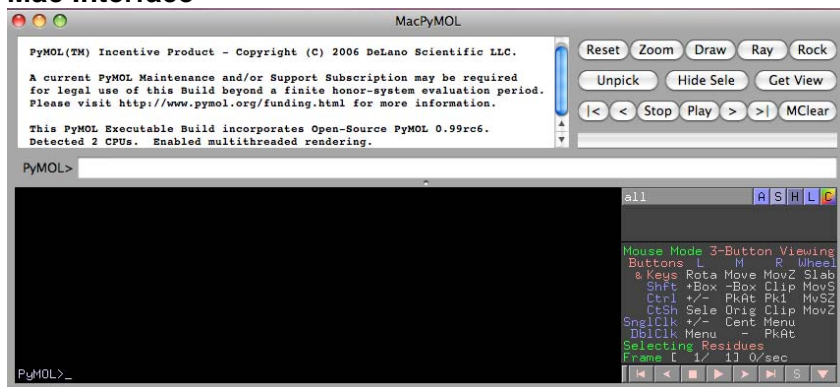 Mac Interface
MacPyMOL
PyMOL(TM) Incentive Product - Copyright (C) 2006 DeLano Scientific LLC.
A current PyMOL Maintenance and/or Support Subscription may be required
for legal use of this Build beyond a finite honor-system evaluation period.
Please visit http://www.pymol.org/funding.html for more information.
This PyMOL Executable Build incorporates Open-Source PyMOL 0.99rc6.
Detected 2 CPUs.  Enabled multithreaded rendering.
Reset Zoom Draw Ray Rock
Unpick Hide Sele Get View
|< < Stop Play > >| MClear
PyMOL>
all A S H L C
Mouse Mode 3-Button Viewing
Buttons L M R Wheel
& Keys Rota Move MovZ Slab
Shft +Box -Box Clip MovS
Ctrl +/- PkAt Pk1 MvSZ
CtSh Sele Orig Clip MovZ
SnglClk +/- Cent Menu
DblClk Menu - PkAt
Selecting Residues
Frame [ 1/ 1] 0/sec
PyMOL>_
S